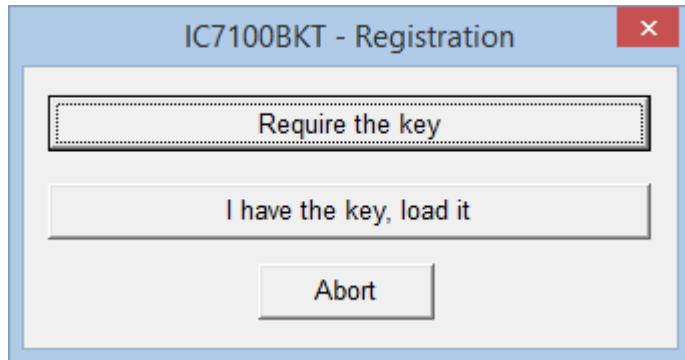 IC7100BKT - Registration
Require the key
I have the key, load it
Abort